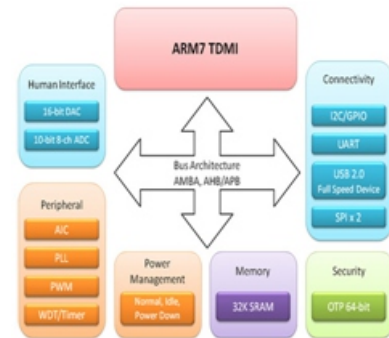 ARM7 TDMI
Human Interface
16-bit DAC
10-bit 8-ch ADC
Connectivity
I2C/GPIO
UART
USB 2.0
Full Speed Device
SPI x 2
Bus Architecture
AMBA, AHB/APB
Peripheral
AIC
PLL
PWM
WDT/Timer
Power
Management
Normal, Idle,
Power Down
Memory
32K SRAM
Security
OTP 64-bit